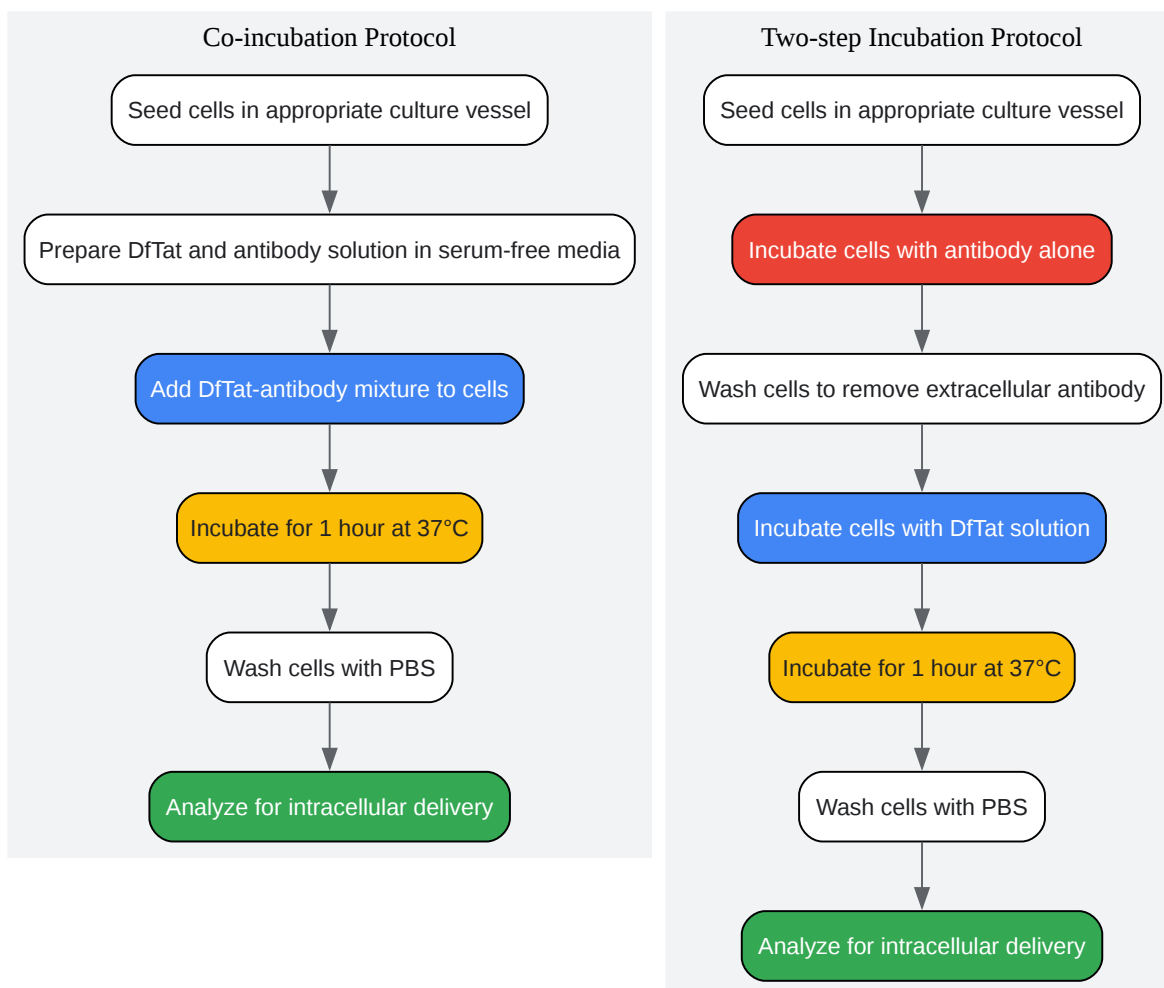 Co-incubation Protocol
Seed cells in appropriate culture vessel
Prepare DfTat and antibody solution in serum-free media
Add DfTat-antibody mixture to cells
Incubate for 1 hour at 37°C
Wash cells with PBS
Analyze for intracellular delivery
Two-step Incubation Protocol
Seed cells in appropriate culture vessel
Incubate cells with antibody alone
Wash cells to remove extracellular antibody
Incubate cells with DfTat solution
Incubate for 1 hour at 37°C
Wash cells with PBS
Analyze for intracellular delivery